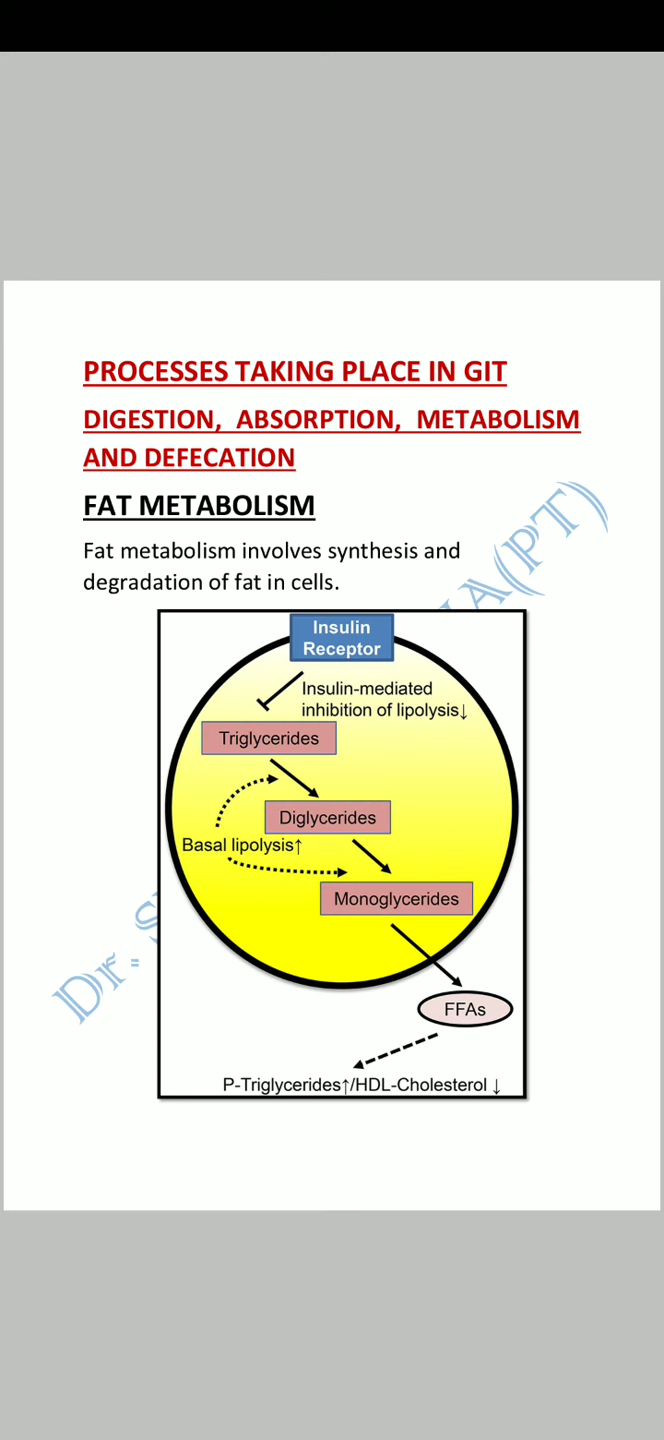 PROCESSES TAKING PLACE IN GIT
DIGESTION, ABSORPTION, METABOLISM
AND DEFECATION
FAT METABOLISM
Fat metabolism involves synthesis and
degradation of fat in cells.
Insulin
Receptor
Insulin-mediated
inhibition of lipolysis↓
Triglycerides
Diglycerides
Basal lipolysis↑
Monoglycerides
FFAs
P-Triglycerides↑/HDL-Cholesterol ↓
Dr.
(PT)